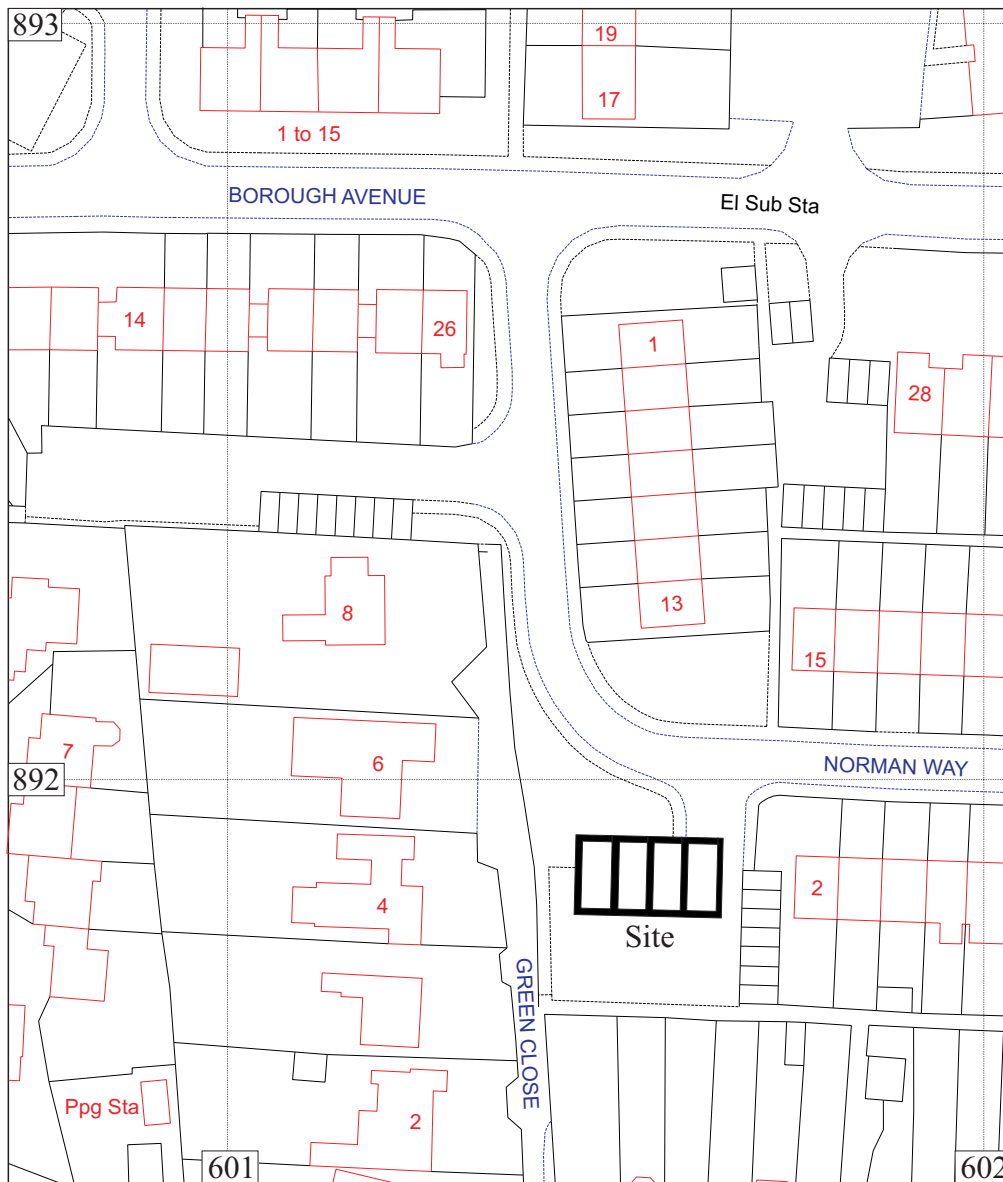 893
19
17
1 to 15
BOROUGH AVENUE
El Sub Sta
14
26
1
28
8
13
15
7
6
892
NORMAN WAY
4
2
Site
GREEN CLOSE
Ppg Sta
2
601
602